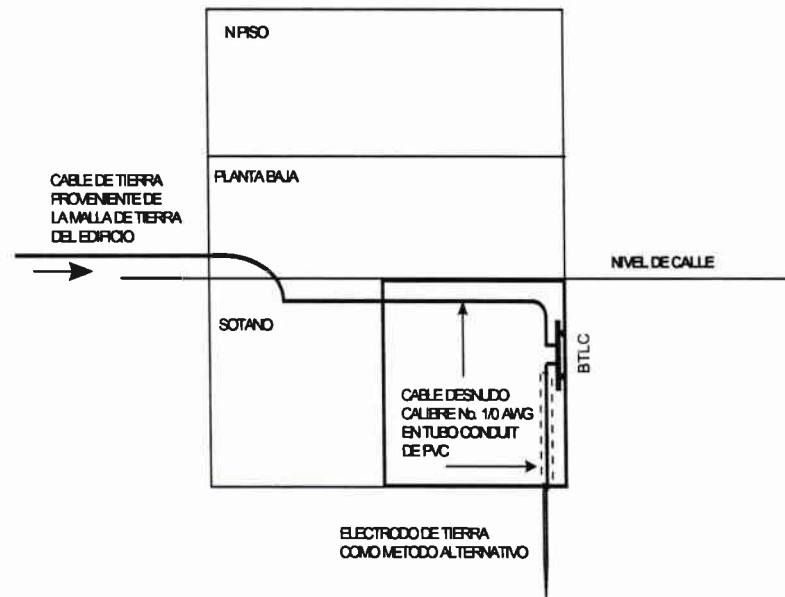 N PISO
PLANTA BAJA
CABLE DE TIERRA
PROVENIENTE DE
LA MALLA DE TIERRA
DEL EDIFICIO
NIVEL DE CALLE
SOTANO
BTLC
CABLE DESNUDO
CALIBRE No. 1/0 AWG
EN TUBO CONDUIT
DE PVC
ELECTRODO DE TIERRA
COMO METODO ALTERNATIVO